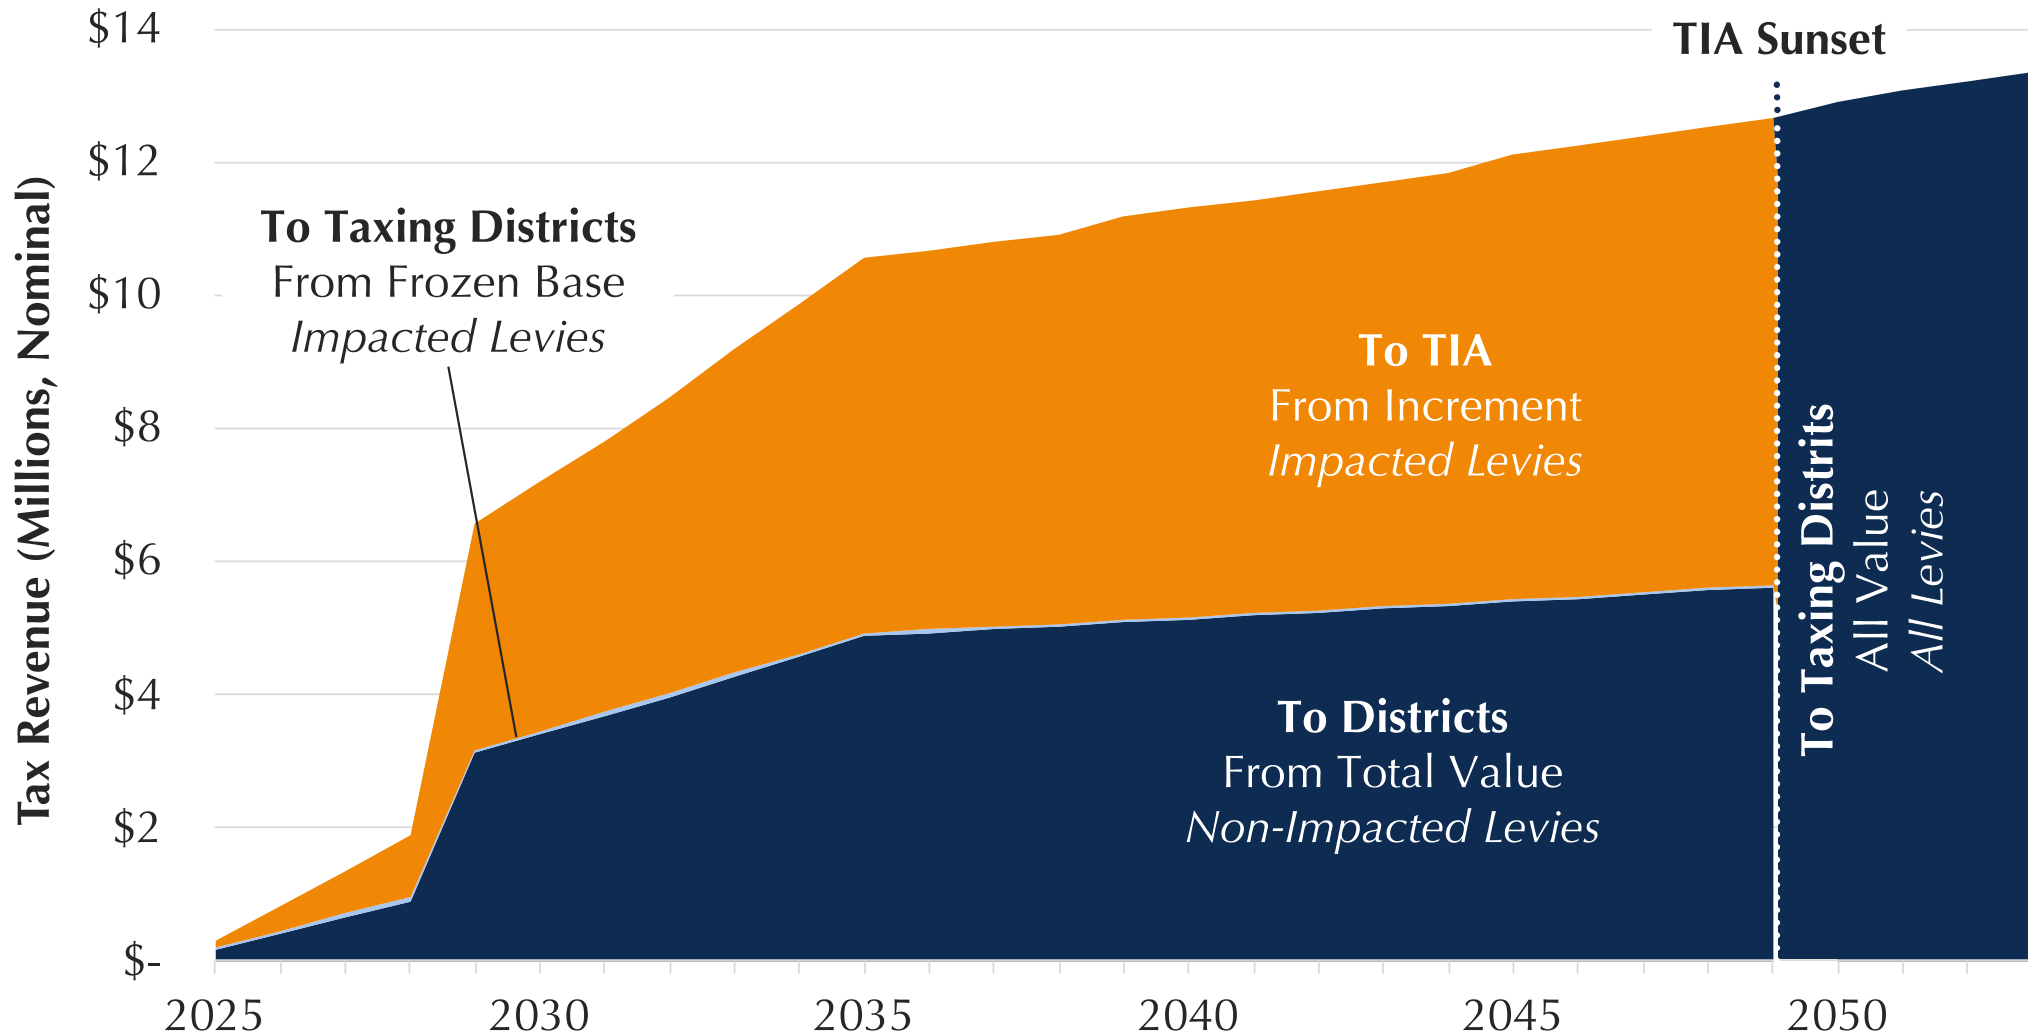 Tax Revenue (Millions, Nominal)
$14
$12
$10
$8
$6
$4
$2
$-
TIA Sunset
To Taxing Districts
From Frozen Base
Impacted Levies
To TIA
From Increment
Impacted Levies
To Districts
From Total Value
Non-Impacted Levies
To Taxing Distrits
All Value
All Levies
2025
2030
2035
2040
2045
2050